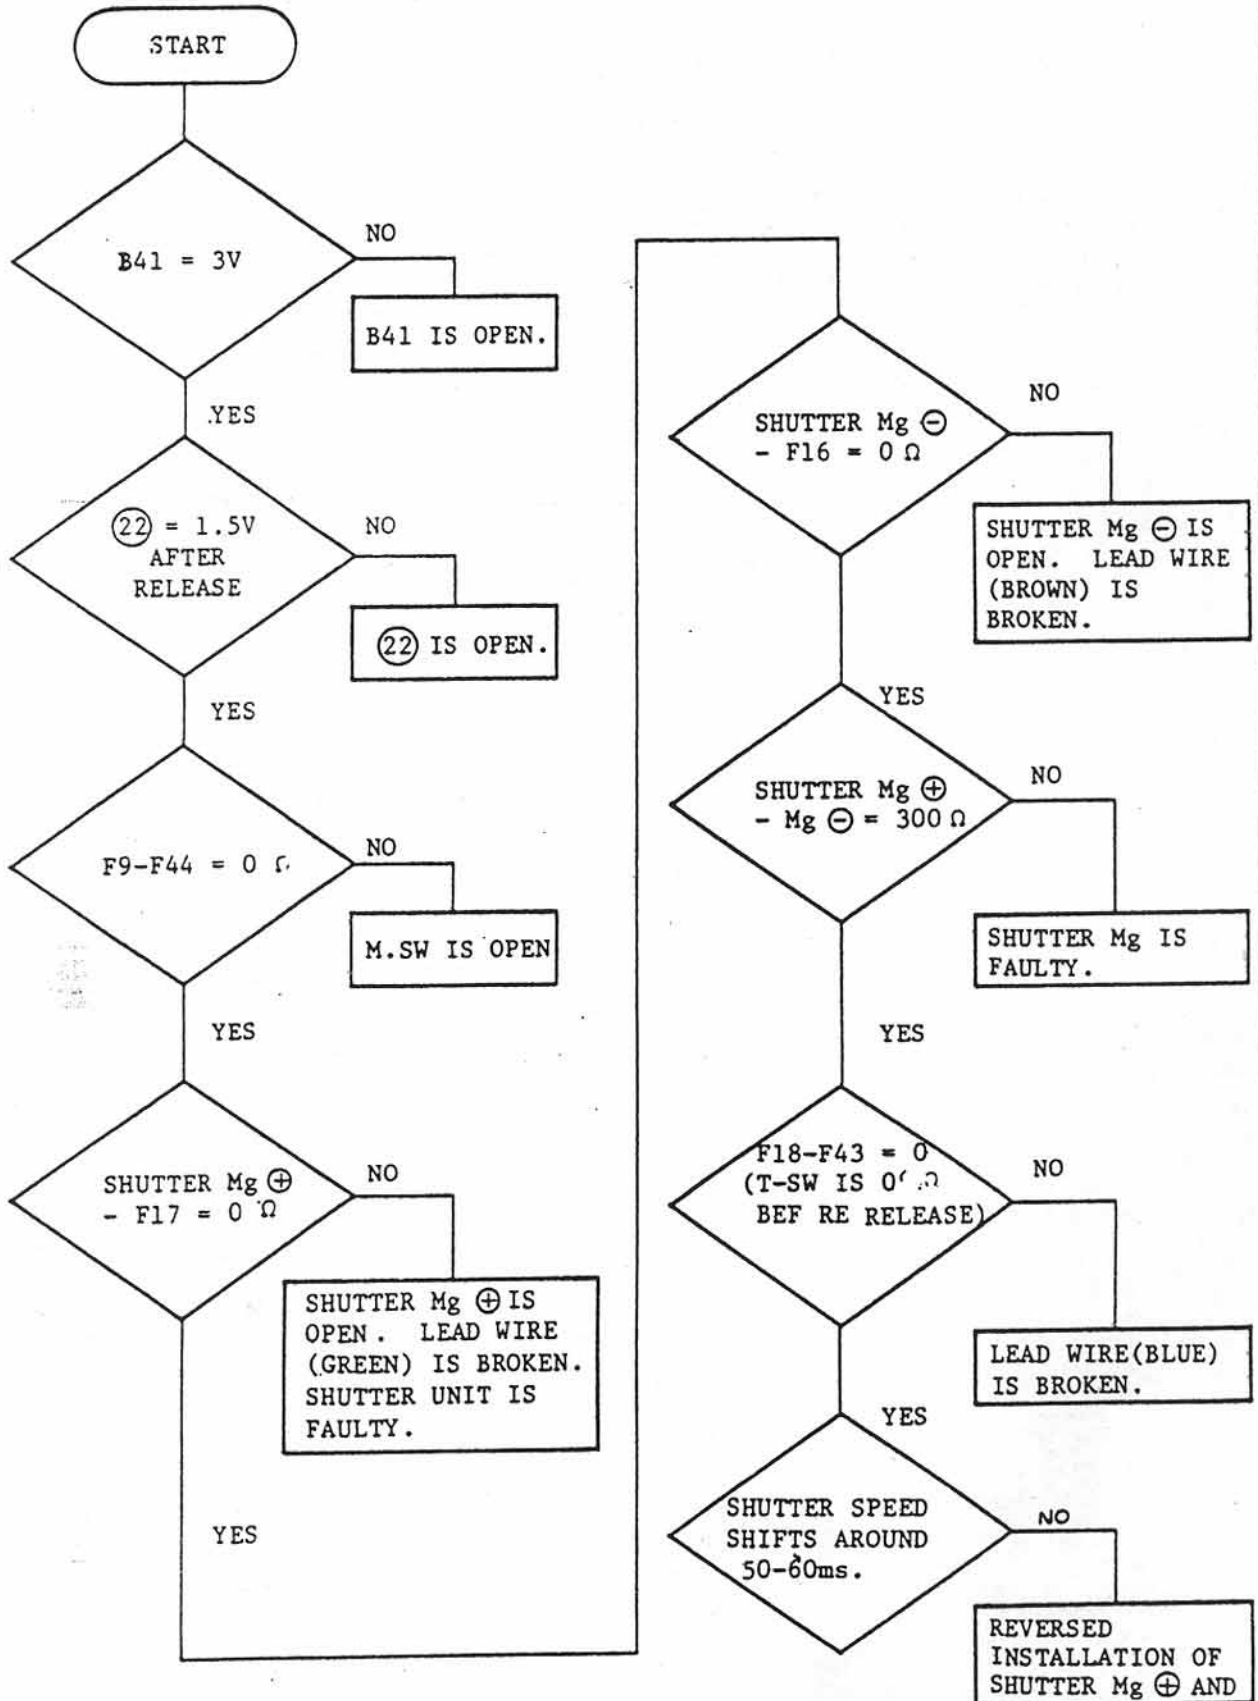 START
B41 = 3V
NO
B41 IS OPEN.
YES
22 = 1.5V
AFTER
RELEASE
NO
22 IS OPEN.
YES
F9-F44 = 0 Ω
NO
M.SW IS OPEN
YES
SHUTTER Mg ⊕
- F17 = 0 Ω
NO
SHUTTER Mg ⊕ IS
OPEN. LEAD WIRE
(GREEN) IS BROKEN.
SHUTTER UNIT IS
FAULTY.
YES
SHUTTER Mg ⊖
- F16 = 0 Ω
NO
SHUTTER Mg ⊖ IS
OPEN. LEAD WIRE
(BROWN) IS
BROKEN.
YES
SHUTTER Mg ⊕
- Mg ⊖ = 300 Ω
NO
SHUTTER Mg IS
FAULTY.
YES
F18-F43 = 0
(T-SW IS 0 Ω
BEF RE RELEASE)
NO
LEAD WIRE(BLUE)
IS BROKEN.
YES
SHUTTER SPEED
SHIFTS AROUND
50-60ms.
NO
REVERSED
INSTALLATION OF
SHUTTER Mg ⊕ AND